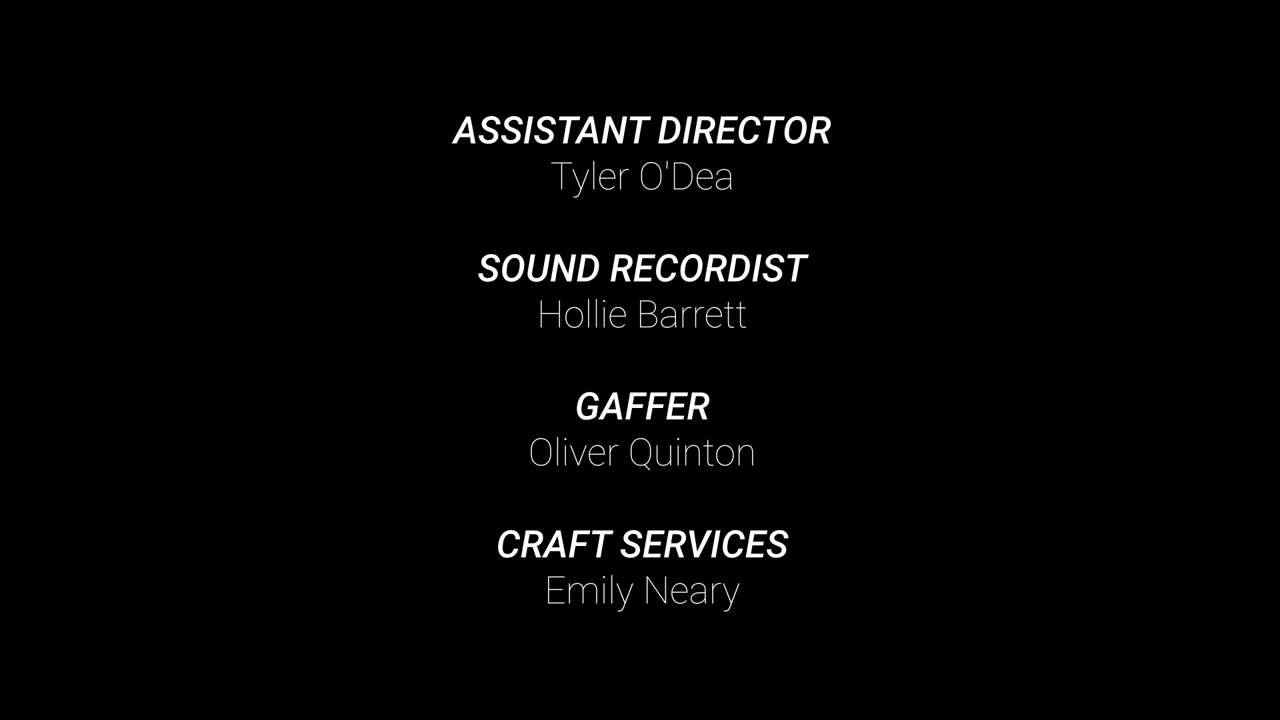 ASSISTANT DIRECTOR
Tyler O'Dea
SOUND RECORDIST
Hollie Barrett
GAFFER
Oliver Quinton
CRAFT SERVICES
Emily Neary